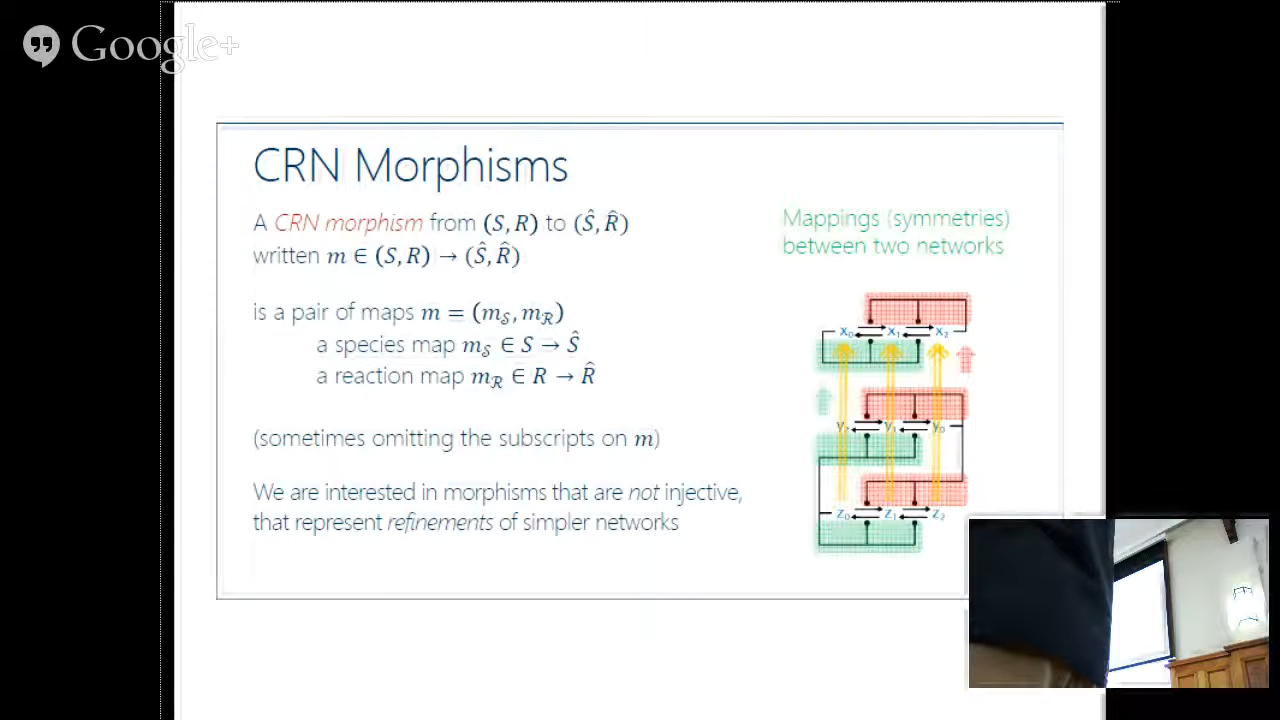 Google+
CRN Morphisms
A CRN morphism from (S, R) to (Ŝ, R̂)
written m ∈ (S, R) → (Ŝ, R̂)
is a pair of maps m = (m_𝒮, m_ℛ)
a species map m_𝒮 ∈ S → Ŝ
a reaction map m_ℛ ∈ R → R̂
(sometimes omitting the subscripts on m)
We are interested in morphisms that are not injective,
that represent refinements of simpler networks
Mappings (symmetries)
between two networks
x₀ x₁ x₂
y₂ y₁ y₀
z₀ z₁ z₂